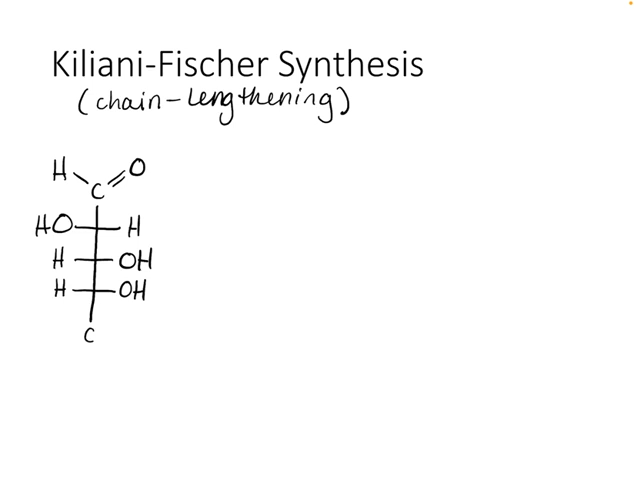 Kiliani-Fischer Synthesis
(chain-lengthening)
H O
C
HO H
H OH
H OH
C